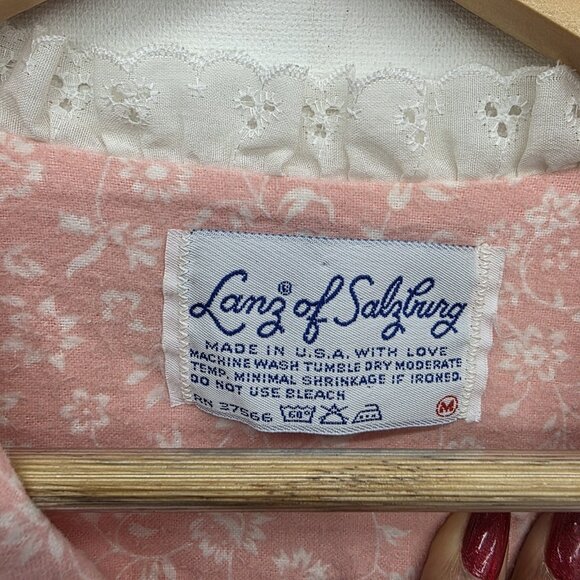 Lanz® of Salzburg
MADE IN U.S.A. WITH LOVE
MACHINE WASH TUMBLE DRY MODERATE
TEMP. MINIMAL SHRINKAGE IF IRONED.
DO NOT USE BLEACH
RN 37566 60° M